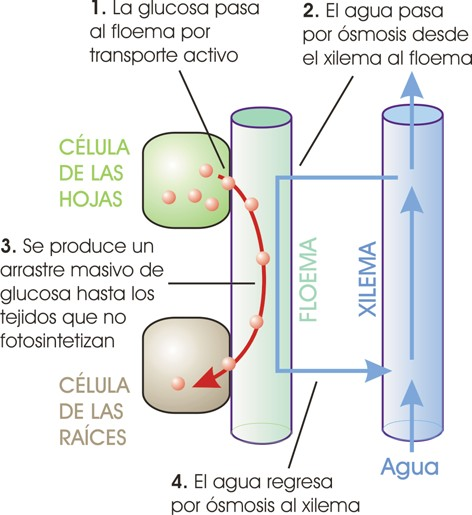 1. La glucosa pasa
al floema por
transporte activo
2. El agua pasa
por ósmosis desde
el xilema al floema
CÉLULA
DE LAS
HOJAS
3. Se produce un
arrastre masivo de
glucosa hasta los
tejidos que no
fotosintetizan
FLOEMA
XILEMA
CÉLULA
DE LAS
RAÍCES
Agua
4. El agua regresa
por ósmosis al xilema